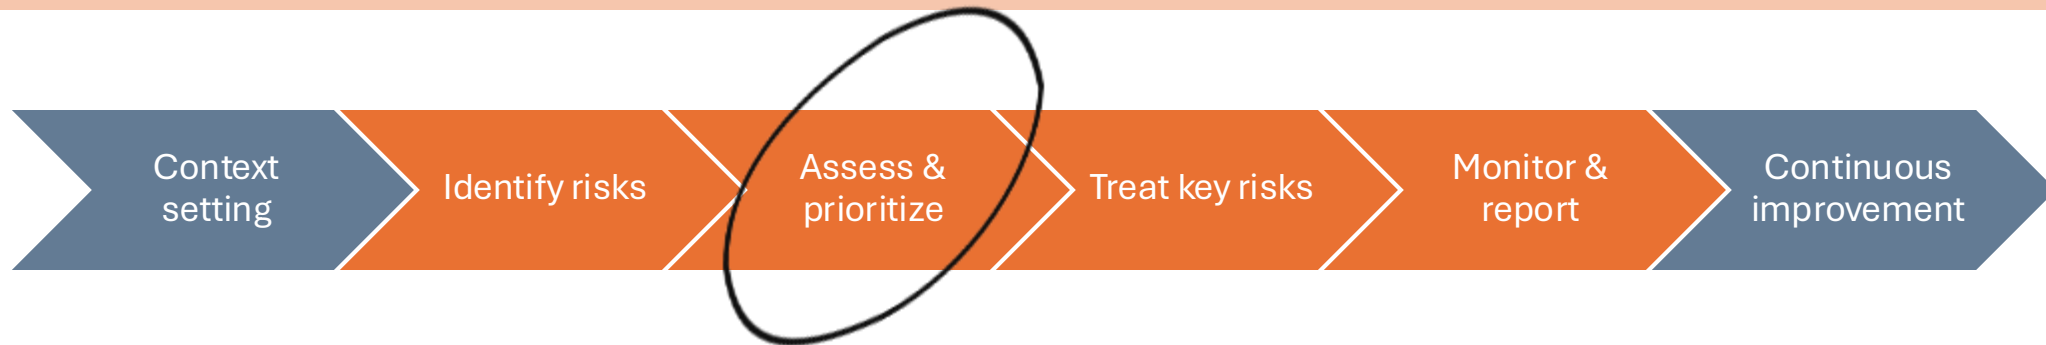 Context
setting
Identify risks
Assess &
prioritize
Treat key risks
Monitor &
report
Continuous
improvement